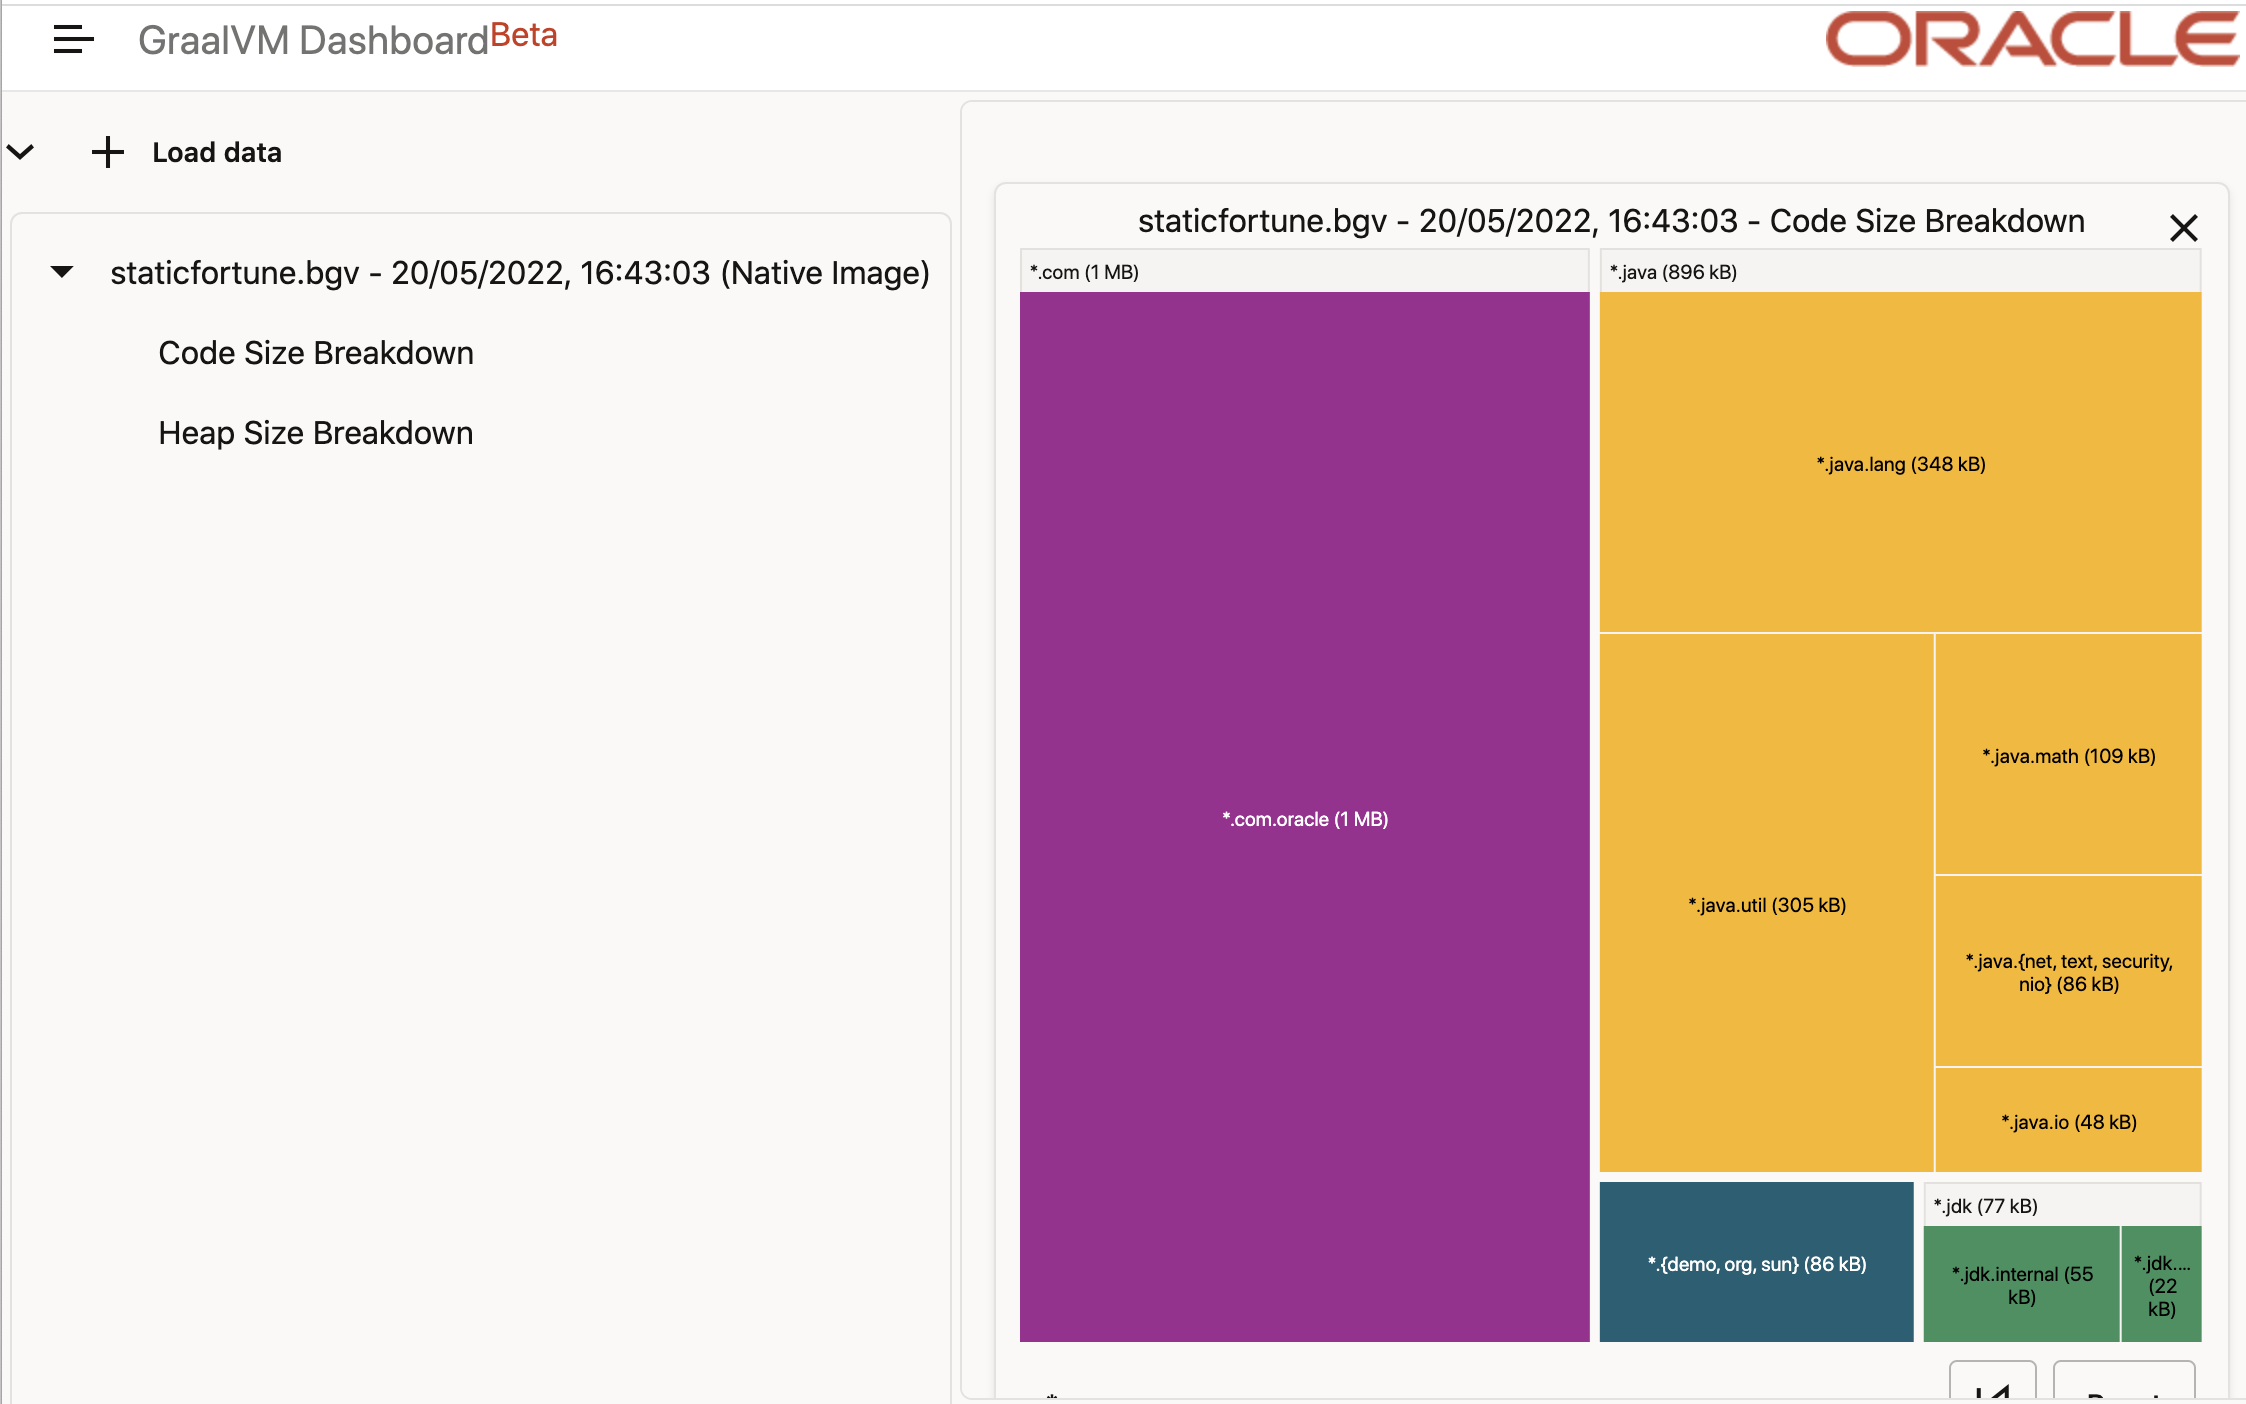 GraalVM Dashboard Beta
ORACLE
Load data
staticfortune.bgv - 20/05/2022, 16:43:03 (Native Image)
Code Size Breakdown
Heap Size Breakdown
staticfortune.bgv - 20/05/2022, 16:43:03 - Code Size Breakdown
*.com (1 MB)
*.com.oracle (1 MB)
*.java (896 kB)
*.java.lang (348 kB)
*.java.util (305 kB)
*.java.math (109 kB)
*.java.{net, text, security,
nio} (86 kB)
*.java.io (48 kB)
*.{demo, org, sun} (86 kB)
*.jdk (77 kB)
*.jdk.internal (55
kB)
*.jdk....
(22
kB)
*